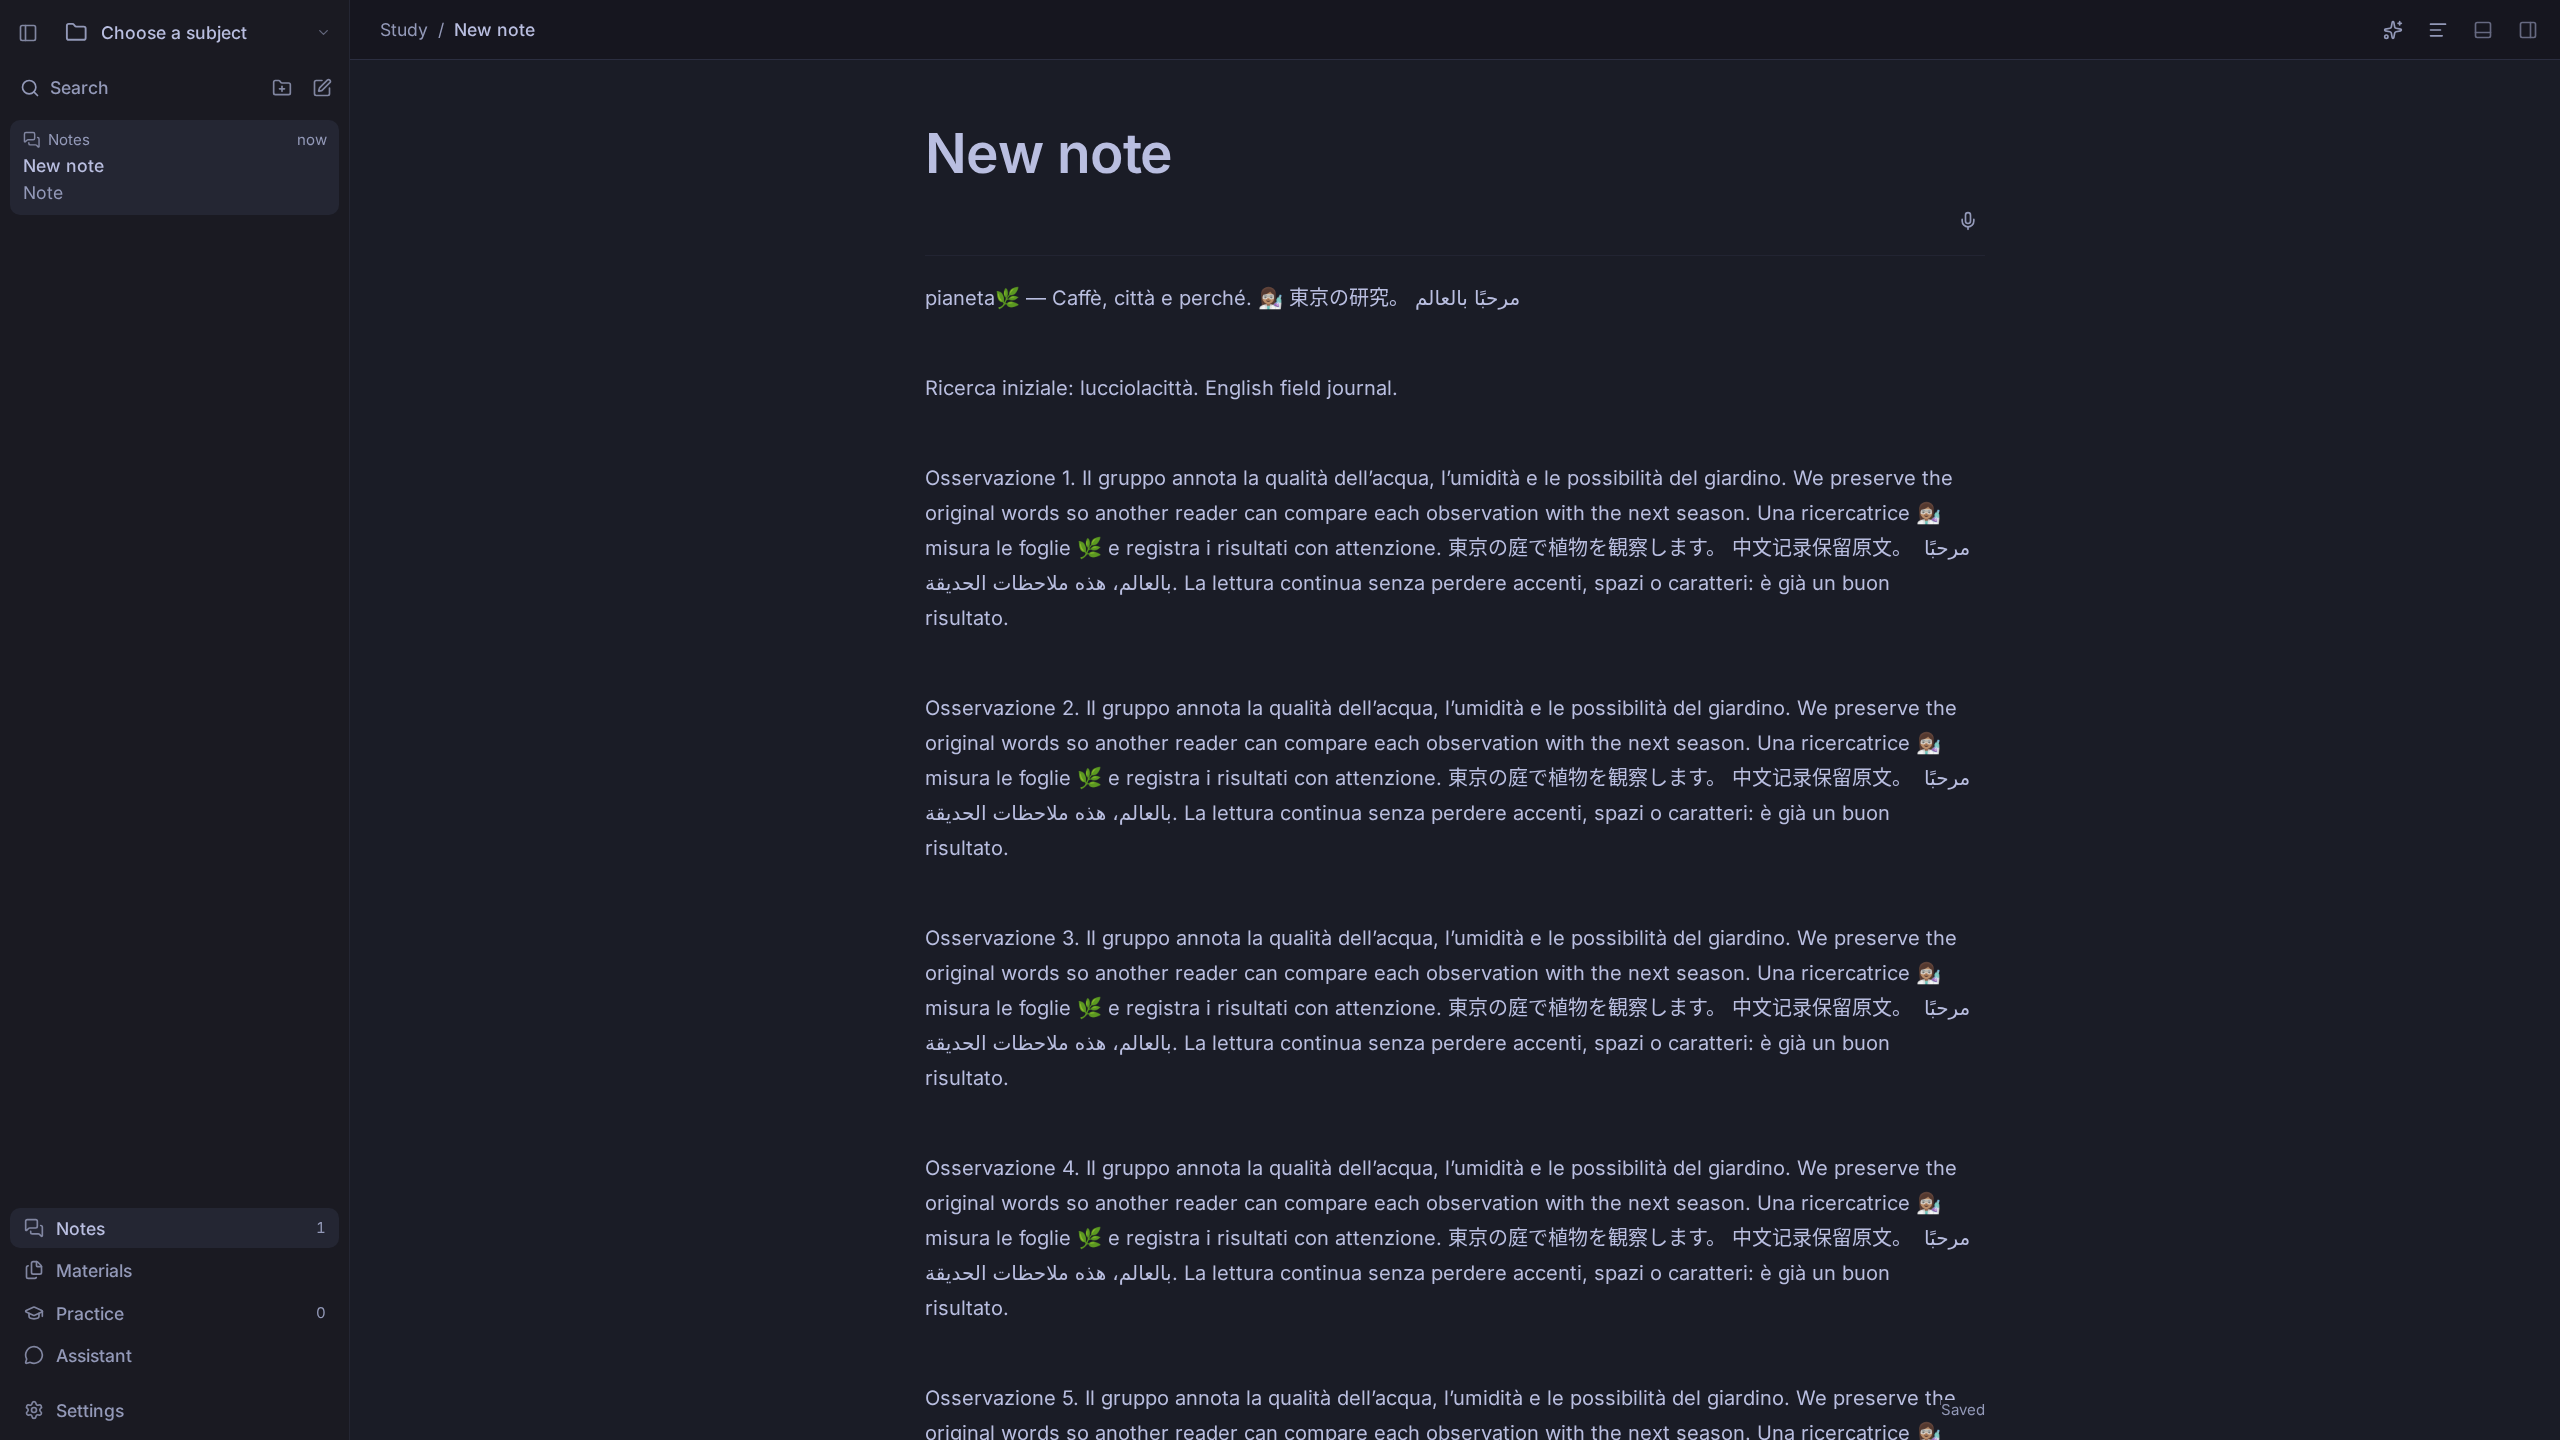 Choose a subject
Search
Notes now
New note
Note
Notes 1
Materials
Practice 0
Assistant
Settings
Study / New note
New note
pianeta🌿 — Caffè, città e perché. 👩🏽‍🔬 東京の研究。 مرحبًا بالعالم
Ricerca iniziale: lucciolacittà. English field journal.
Osservazione 1. Il gruppo annota la qualità dell’acqua, l’umidità e le possibilità del giardino. We preserve the
original words so another reader can compare each observation with the next season. Una ricercatrice 👩🏽‍🔬
misura le foglie 🌿 e registra i risultati con attenzione. 東京の庭で植物を観察します。 中文记录保留原文。 مرحبًا
بالعالم، هذه ملاحظات الحديقة. La lettura continua senza perdere accenti, spazi o caratteri: è già un buon
risultato.
Osservazione 2. Il gruppo annota la qualità dell’acqua, l’umidità e le possibilità del giardino. We preserve the
original words so another reader can compare each observation with the next season. Una ricercatrice 👩🏽‍🔬
misura le foglie 🌿 e registra i risultati con attenzione. 東京の庭で植物を観察します。 中文记录保留原文。 مرحبًا
بالعالم، هذه ملاحظات الحديقة. La lettura continua senza perdere accenti, spazi o caratteri: è già un buon
risultato.
Osservazione 3. Il gruppo annota la qualità dell’acqua, l’umidità e le possibilità del giardino. We preserve the
original words so another reader can compare each observation with the next season. Una ricercatrice 👩🏽‍🔬
misura le foglie 🌿 e registra i risultati con attenzione. 東京の庭で植物を観察します。 中文记录保留原文。 مرحبًا
بالعالم، هذه ملاحظات الحديقة. La lettura continua senza perdere accenti, spazi o caratteri: è già un buon
risultato.
Osservazione 4. Il gruppo annota la qualità dell’acqua, l’umidità e le possibilità del giardino. We preserve the
original words so another reader can compare each observation with the next season. Una ricercatrice 👩🏽‍🔬
misura le foglie 🌿 e registra i risultati con attenzione. 東京の庭で植物を観察します。 中文记录保留原文。 مرحبًا
بالعالم، هذه ملاحظات الحديقة. La lettura continua senza perdere accenti, spazi o caratteri: è già un buon
risultato.
Osservazione 5. Il gruppo annota la qualità dell’acqua, l’umidità e le possibilità del giardino. We preserve the
original words so another reader can compare each observation with the next season. Una ricercatrice 👩🏽‍🔬
Saved